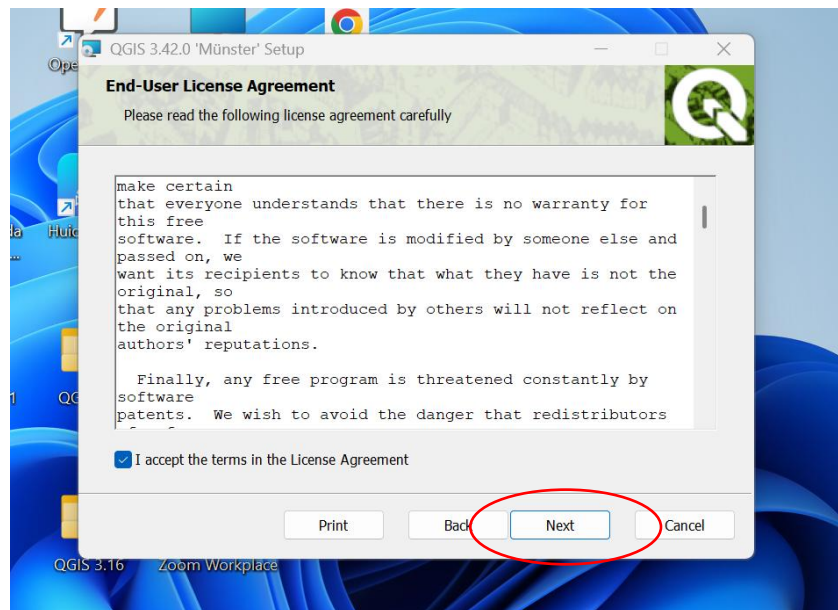 Ope
QGIS 3.42.0 'Münster' Setup
End-User License Agreement
Please read the following license agreement carefully
make certain
that everyone understands that there is no warranty for
this free
software.  If the software is modified by someone else and
passed on, we
want its recipients to know that what they have is not the
original, so
that any problems introduced by others will not reflect on
the original
authors' reputations.
Finally, any free program is threatened constantly by
software
patents.  We wish to avoid the danger that redistributors
I accept the terms in the License Agreement
Print Back Next Cancel
la Huid
...
1 QG
QGIS 3.16 Zoom Workplace